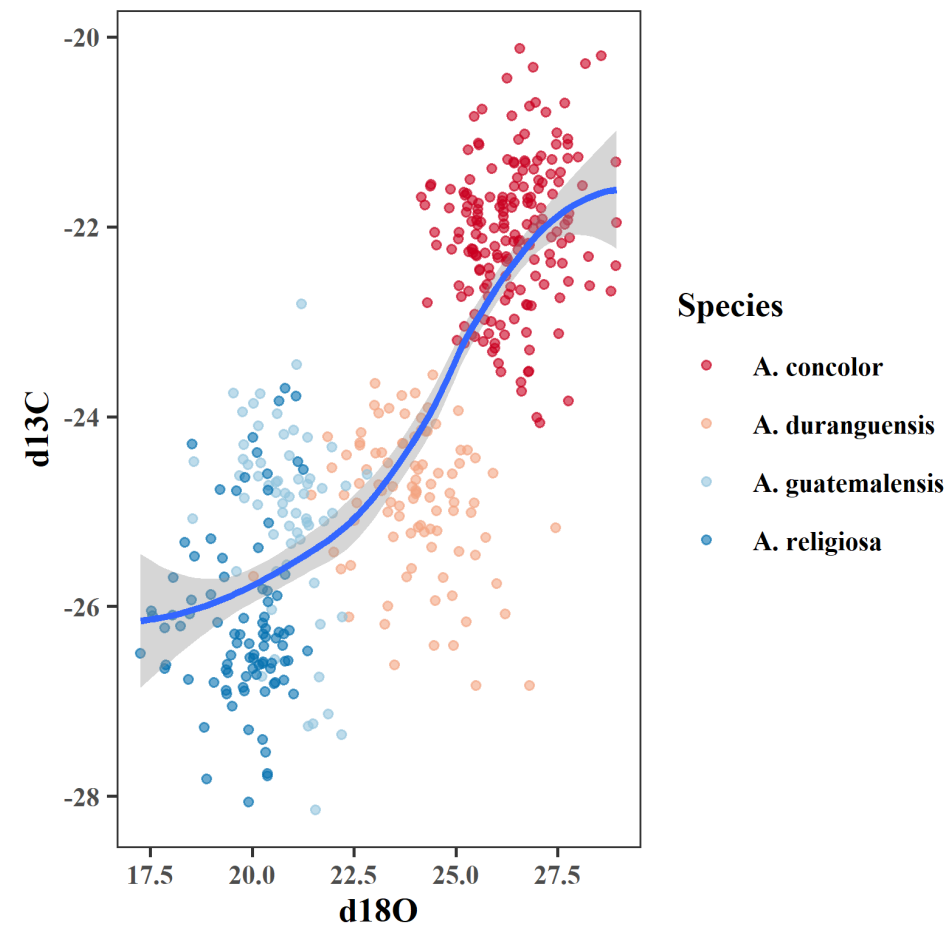 -20
-22
-24
-26
-28
d13C
17.5 20.0 22.5 25.0 27.5
d18O
Species
A. concolor
A. duranguensis
A. guatemalensis
A. religiosa